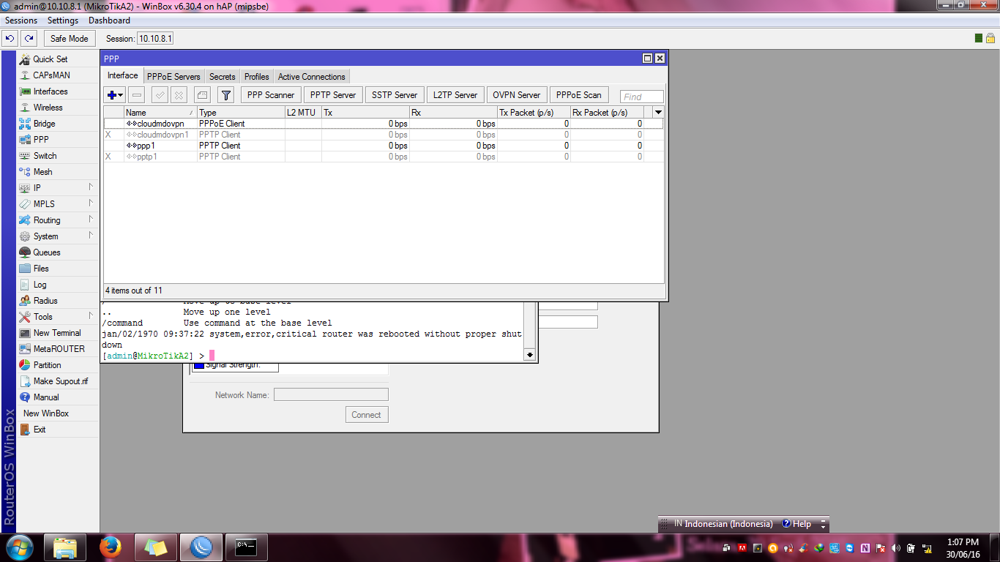 admin@10.10.8.1 (MikroTikA2) - WinBox v6.30.4 on hAP (mipsbe)
Sessions Settings Dashboard
Safe Mode Session: 10.10.8.1
Quick Set
CAPsMAN
Interfaces
Wireless
Bridge
PPP
Switch
Mesh
IP
MPLS
Routing
System
Queues
Files
Log
Radius
Tools
New Terminal
MetaROUTER
Partition
Make Supout.rif
Manual
New WinBox
Exit
RouterOS WinBox
PPP
Interface PPPoE Servers Secrets Profiles Active Connections
PPP Scanner PPTP Server SSTP Server L2TP Server OVPN Server PPPoE Scan Find
Name / Type L2 MTU Tx Rx Tx Packet (p/s) Rx Packet (p/s)
cloudmdovpn PPPoE Client 0 bps 0 bps 0 0
X cloudmdovpn1 PPTP Client 0 bps 0 bps 0 0
ppp1 PPTP Client 0 bps 0 bps 0 0
X pptp1 PPTP Client 0 bps 0 bps 0 0
4 items out of 11
/ Move up to base level
.. Move up one level
/command Use command at the base level
jan/02/1970 09:37:22 system,error,critical router was rebooted without proper shut
down
[admin@MikroTikA2] >
Signal Strength:
Network Name:
Connect
IN Indonesian (Indonesia) Help
1:07 PM
30/06/16